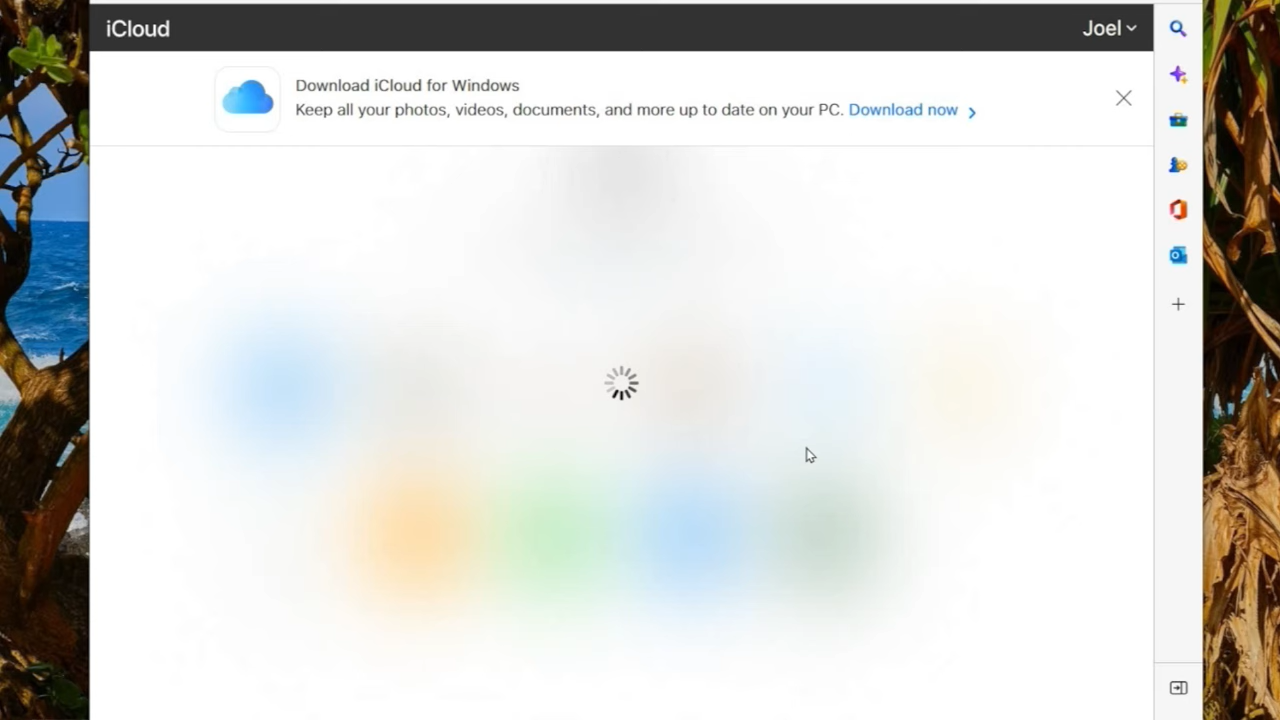 iCloud
Joel
Download iCloud for Windows
Keep all your photos, videos, documents, and more up to date on your PC. Download now